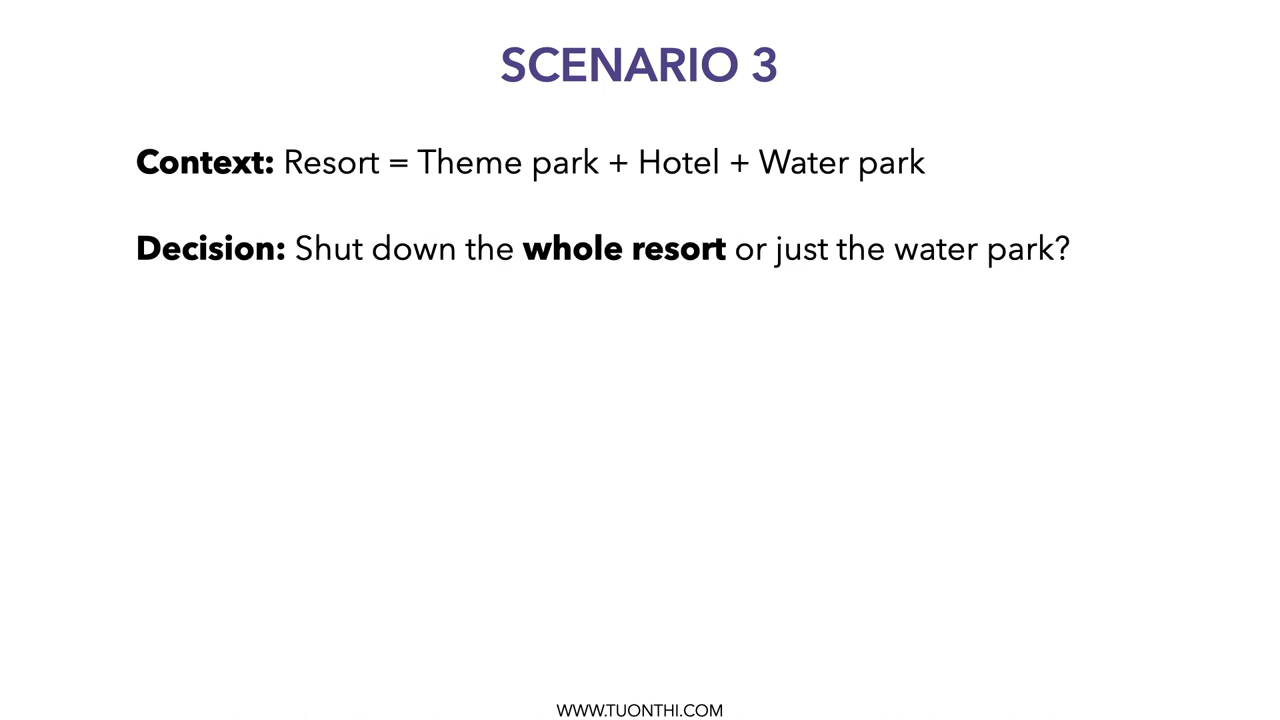 SCENARIO 3
Context: Resort = Theme park + Hotel + Water park
Decision: Shut down the whole resort or just the water park?
WWW.TUONTHI.COM